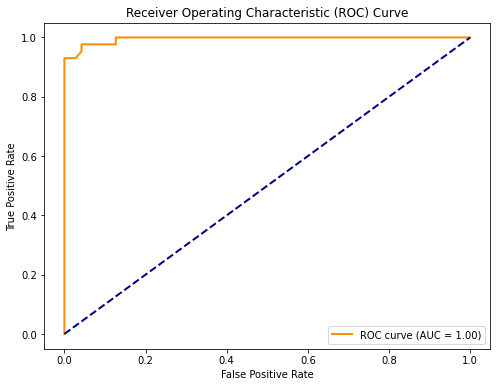 Receiver Operating Characteristic (ROC) Curve
True Positive Rate
1.0
0.8
0.6
0.4
0.2
0.0
ROC curve (AUC = 1.00)
0.0 0.2 0.4 0.6 0.8 1.0
False Positive Rate